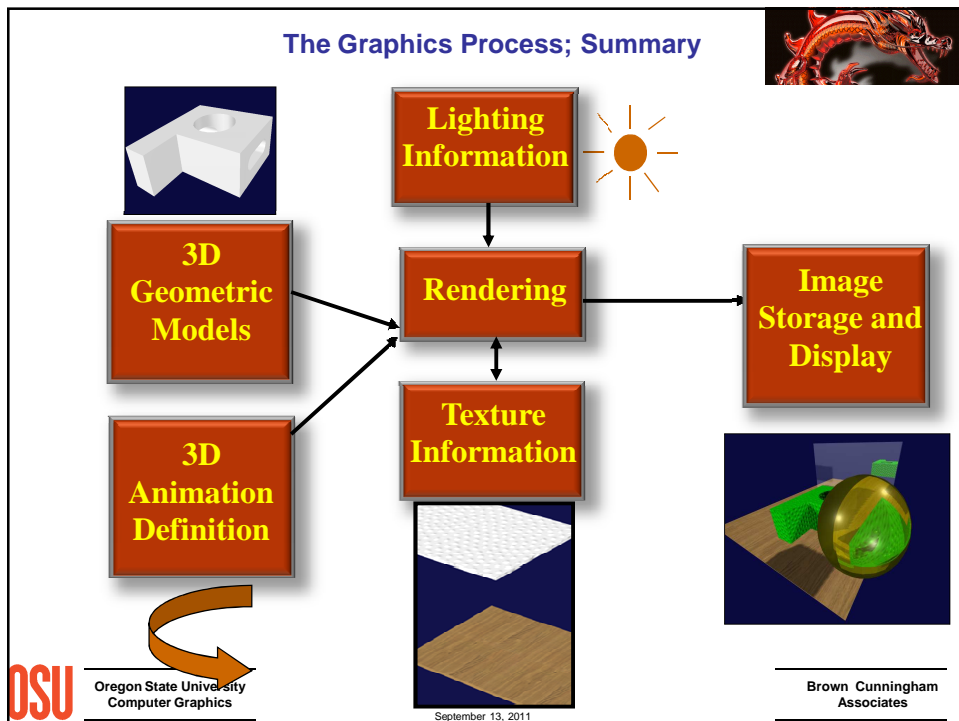 The Graphics Process; Summary
Lighting
Information
3D
Geometric
Models
Rendering
Image
Storage and
Display
Texture
Information
3D
Animation
Definition
OSU
Oregon State University
Computer Graphics
September 13, 2011
Brown Cunningham
Associates